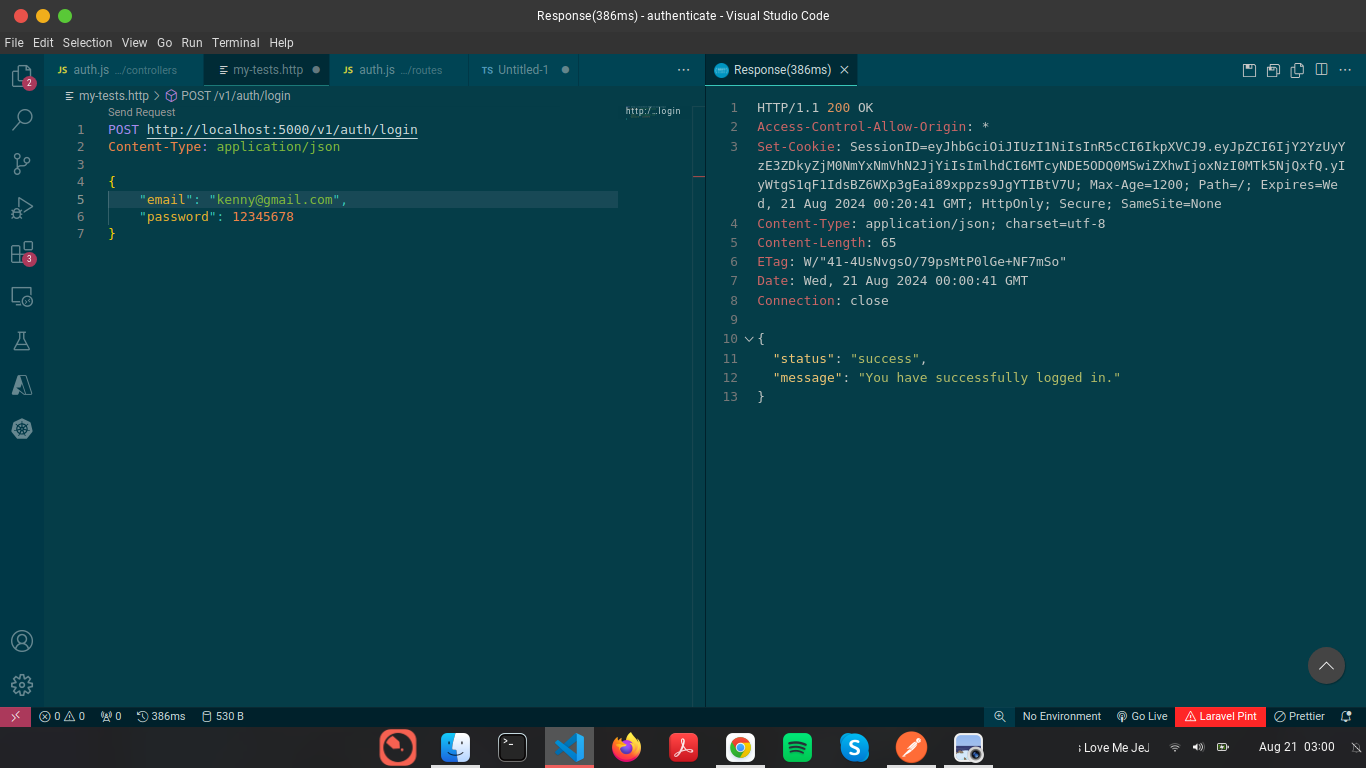 Response(386ms) - authenticate - Visual Studio Code
File Edit Selection View Go Run Terminal Help
JS auth.js .../controllers my-tests.http JS auth.js .../routes TS Untitled-1 Response(386ms)
my-tests.http > POST /v1/auth/login
Send Request
1 POST http://localhost:5000/v1/auth/login
2 Content-Type: application/json
3
4 {
5 "email": "kenny@gmail.com",
6 "password": 12345678
7 }
http:/…login
1 HTTP/1.1 200 OK
2 Access-Control-Allow-Origin: *
3 Set-Cookie: SessionID=eyJhbGciOiJIUzI1NiIsInR5cCI6IkpXVCJ9.eyJpZCI6IjY2YzUyY
zE3ZDkyZjM0NmYxNmVhN2JjYiIsImlhdCI6MTcyNDE5ODQ0MSwiZXhwIjoxNzI0MTk5NjQxfQ.yI
yWtgS1qF1IdsBZ6WXp3gEai89xppzs9JgYTIBtV7U; Max-Age=1200; Path=/; Expires=We
d, 21 Aug 2024 00:20:41 GMT; HttpOnly; Secure; SameSite=None
4 Content-Type: application/json; charset=utf-8
5 Content-Length: 65
6 ETag: W/"41-4UsNvgsO/79psMtP0lGe+NF7mSo"
7 Date: Wed, 21 Aug 2024 00:00:41 GMT
8 Connection: close
9
10 {
11 "status": "success",
12 "message": "You have successfully logged in."
13 }
2
3
0 0 0 386ms 530 B No Environment Go Live Laravel Pint Prettier
Love Me Aug 21 03:00